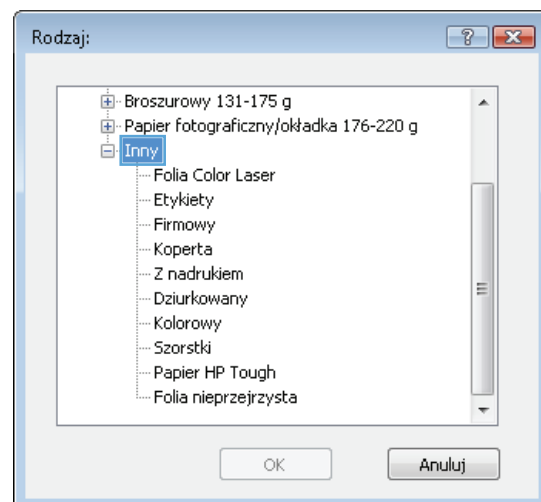 Rodzaj:
Broszurowy 131-175 g
Papier fotograficzny/okładka 176-220 g
Inny
Folia Color Laser
Etykiety
Firmowy
Koperta
Z nadrukiem
Dziurkowany
Kolorowy
Szorstki
Papier HP Tough
Folia nieprzejrzysta
OK Anuluj